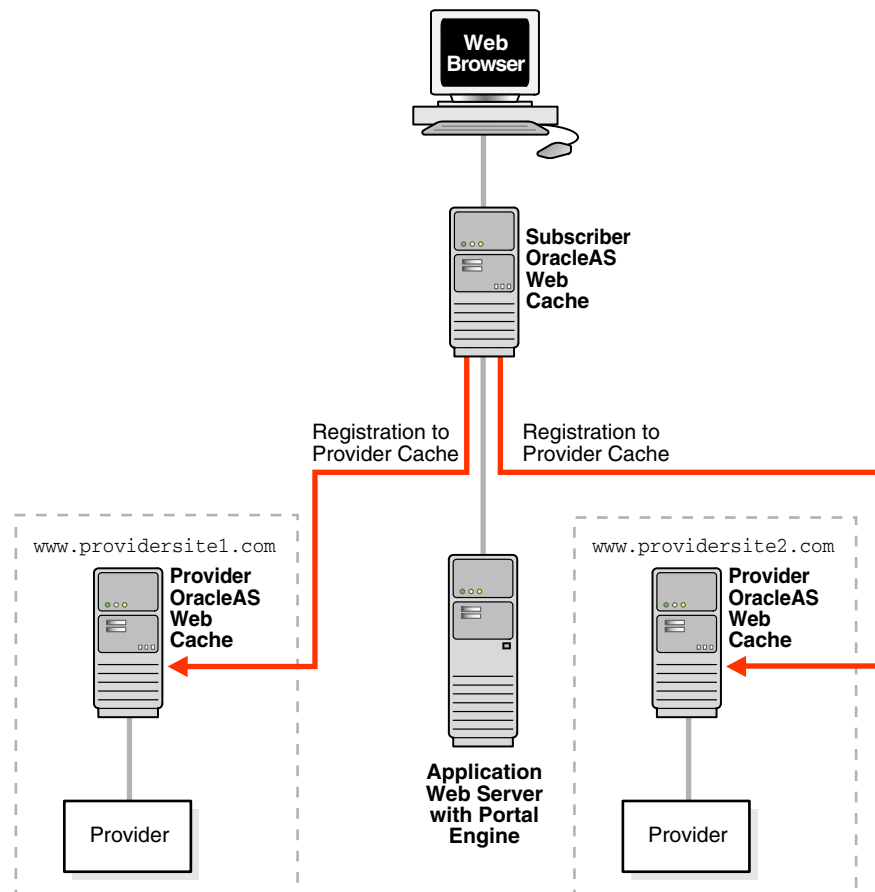 Web
Browser
Subscriber
OracleAS
Web
Cache
Registration to
Provider Cache
Registration to
Provider Cache
www.providersite1.com
Provider
OracleAS
Web
Cache
Provider
Application
Web Server
with Portal
Engine
www.providersite2.com
Provider
OracleAS
Web
Cache
Provider